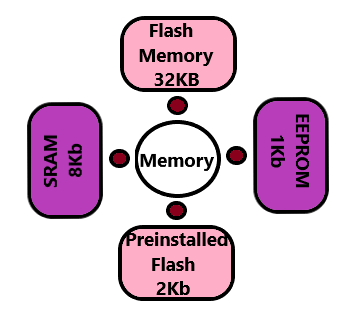 Flash
Memory
32KB
SRAM
8Kb
Memory
EEPROM
1Kb
Preinstalled
Flash
2Kb